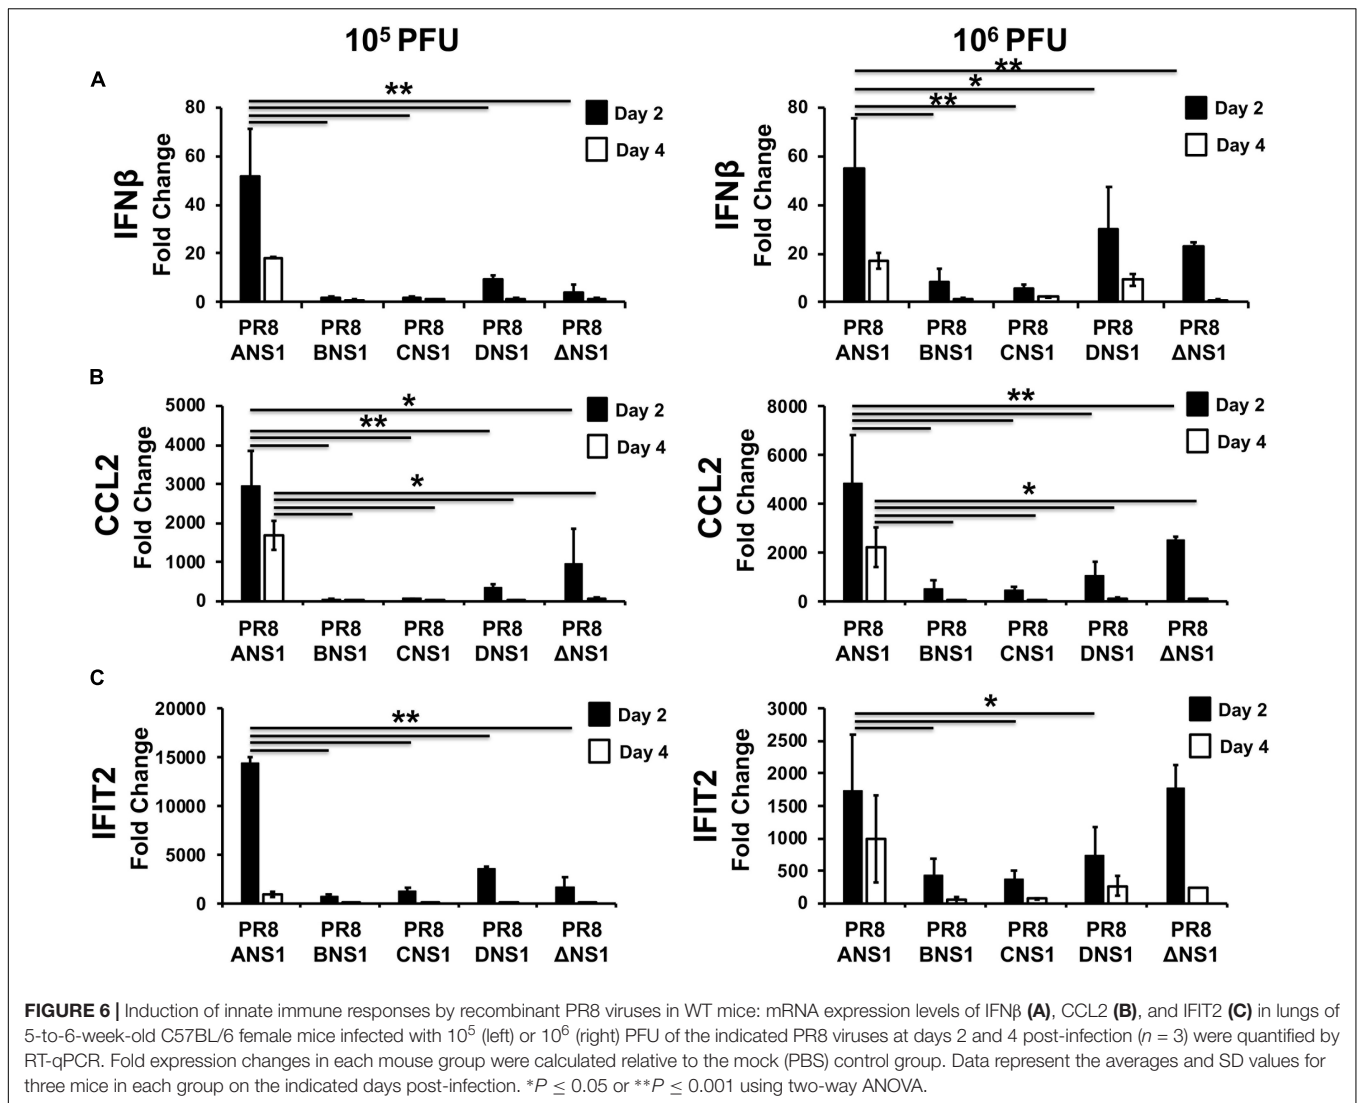 10⁵ PFU
10⁶ PFU
A
**
80
60
40
20
0
IFNβ
Fold Change
Day 2
Day 4
PR8 PR8 PR8 PR8 PR8
ANS1 BNS1 CNS1 DNS1 ΔNS1
**
*
**
80
60
40
20
0
IFNβ
Fold Change
Day 2
Day 4
PR8 PR8 PR8 PR8 PR8
ANS1 BNS1 CNS1 DNS1 ΔNS1
B
*
**
*
5000
4000
3000
2000
1000
0
CCL2
Fold Change
Day 2
Day 4
PR8 PR8 PR8 PR8 PR8
ANS1 BNS1 CNS1 DNS1 ΔNS1
**
*
8000
6000
4000
2000
0
CCL2
Fold Change
Day 2
Day 4
PR8 PR8 PR8 PR8 PR8
ANS1 BNS1 CNS1 DNS1 ΔNS1
C
**
20000
15000
10000
5000
0
IFIT2
Fold Change
Day 2
Day 4
PR8 PR8 PR8 PR8 PR8
ANS1 BNS1 CNS1 DNS1 ΔNS1
*
3000
2500
2000
1500
1000
500
0
IFIT2
Fold Change
Day 2
Day 4
PR8 PR8 PR8 PR8 PR8
ANS1 BNS1 CNS1 DNS1 ΔNS1
FIGURE 6 | Induction of innate immune responses by recombinant PR8 viruses in WT mice: mRNA expression levels of IFNβ (A), CCL2 (B), and IFIT2 (C) in lungs of
5-to-6-week-old C57BL/6 female mice infected with 10⁵ (left) or 10⁶ (right) PFU of the indicated PR8 viruses at days 2 and 4 post-infection (n = 3) were quantified by
RT-qPCR. Fold expression changes in each mouse group were calculated relative to the mock (PBS) control group. Data represent the averages and SD values for
three mice in each group on the indicated days post-infection. *P ≤ 0.05 or **P ≤ 0.001 using two-way ANOVA.